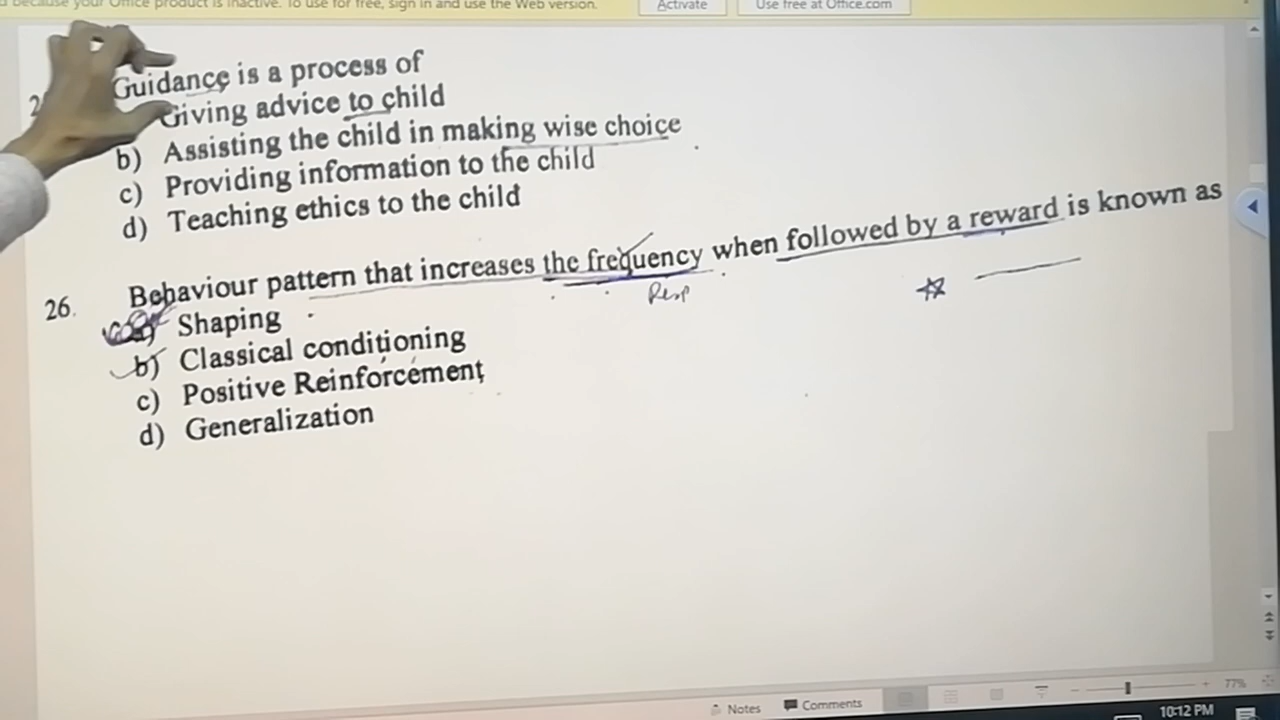 because your Office product is inactive. To use for free, sign in and use the Web version.
Activate
Use free at Office.com
2
Guidance is a process of
Giving advice to child
b) Assisting the child in making wise choice
c) Providing information to the child
d) Teaching ethics to the child
26. Behaviour pattern that increases the frequency when followed by a reward is known as
Resp
a) Shaping
b) Classical conditioning
c) Positive Reinforcement
d) Generalization
Notes
Comments
77%
10:12 PM